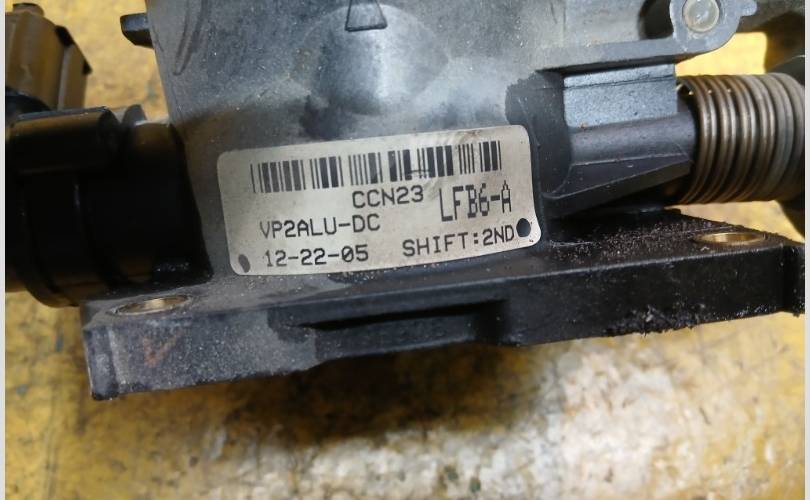 CCN23 LFB6-A
VP2ALU-DC
12-22-05 SHIFT:2ND